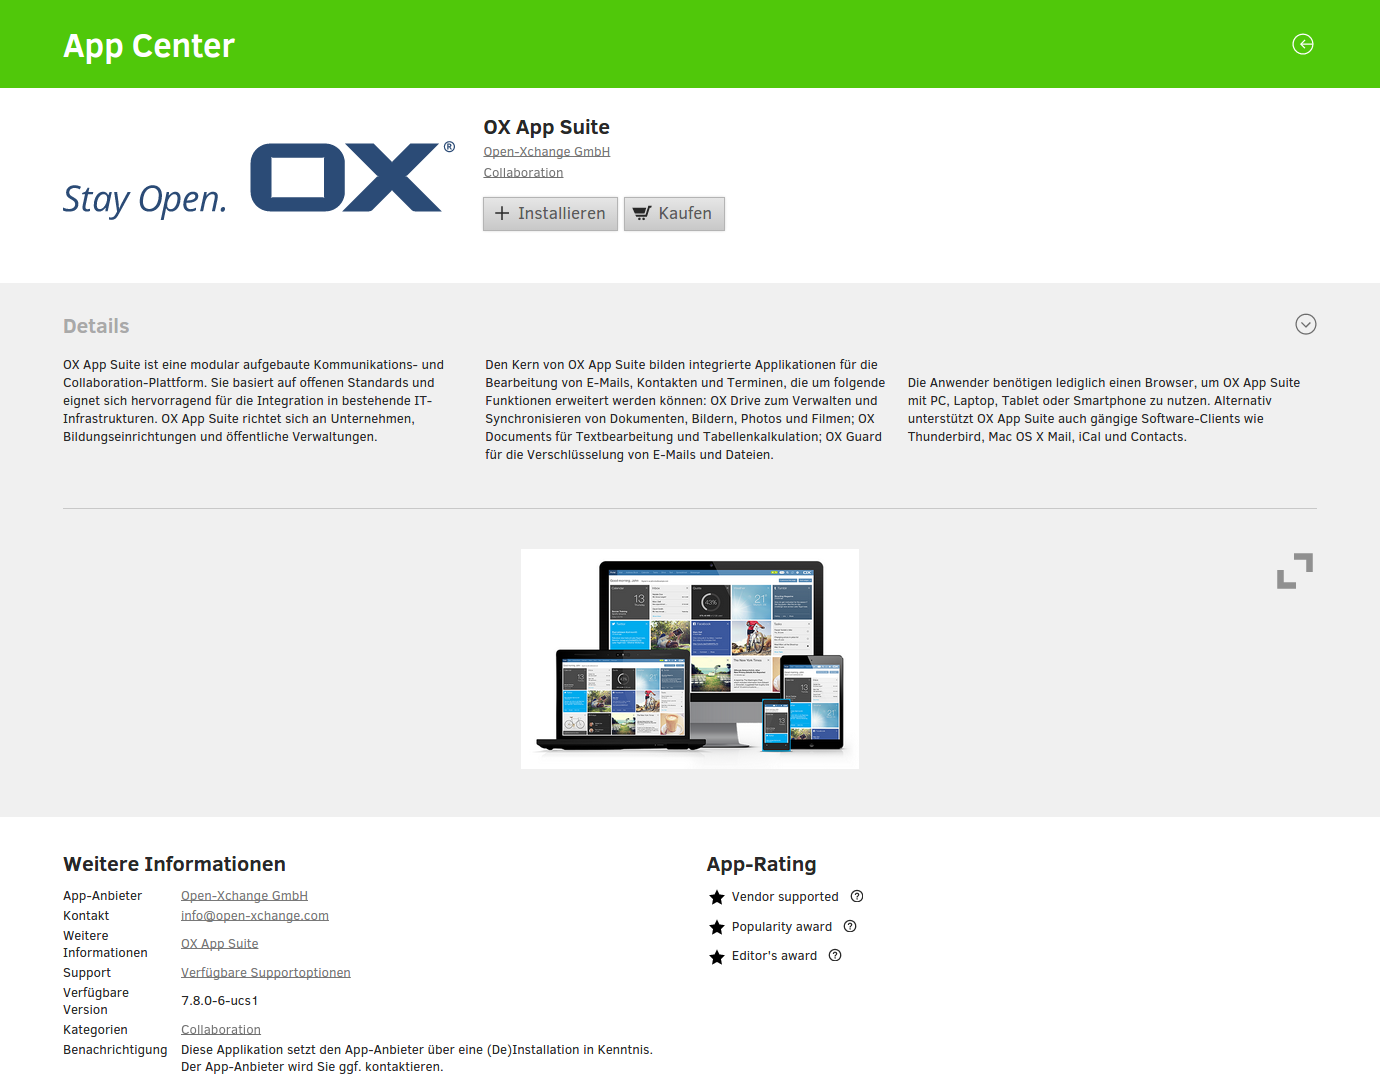 App Center
Stay Open. OX®
OX App Suite
Open-Xchange GmbH
Collaboration
Installieren
Kaufen
Details
OX App Suite ist eine modular aufgebaute Kommunikations- und
Collaboration-Plattform. Sie basiert auf offenen Standards und
eignet sich hervorragend für die Integration in bestehende IT-
Infrastrukturen. OX App Suite richtet sich an Unternehmen,
Bildungseinrichtungen und öffentliche Verwaltungen.
Den Kern von OX App Suite bilden integrierte Applikationen für die
Bearbeitung von E-Mails, Kontakten und Terminen, die um folgende
Funktionen erweitert werden können: OX Drive zum Verwalten und
Synchronisieren von Dokumenten, Bildern, Photos und Filmen; OX
Documents für Textbearbeitung und Tabellenkalkulation; OX Guard
für die Verschlüsselung von E-Mails und Dateien.
Die Anwender benötigen lediglich einen Browser, um OX App Suite
mit PC, Laptop, Tablet oder Smartphone zu nutzen. Alternativ
unterstützt OX App Suite auch gängige Software-Clients wie
Thunderbird, Mac OS X Mail, iCal und Contacts.
Weitere Informationen
App-Anbieter Open-Xchange GmbH
Kontakt info@open-xchange.com
Weitere
Informationen OX App Suite
Support Verfügbare Supportoptionen
Verfügbare
Version 7.8.0-6-ucs1
Kategorien Collaboration
Benachrichtigung Diese Applikation setzt den App-Anbieter über eine (De)Installation in Kenntnis.
Der App-Anbieter wird Sie ggf. kontaktieren.
App-Rating
Vendor supported
Popularity award
Editor's award